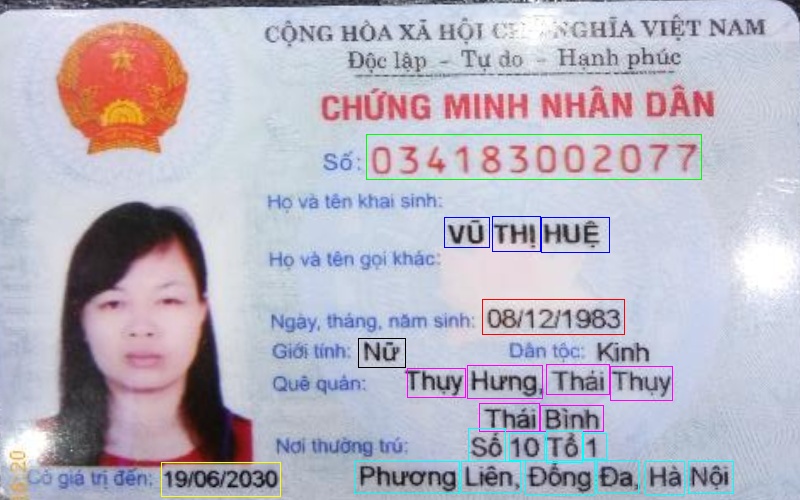 CỘNG HÒA XÃ HỘI NGHĨA VIỆT NAM
Độc lập - Tự do - Hạnh phúc
CHỨNG MINH NHÂN DÂN
Số: 034183002077
Họ và tên khai sinh:
VŨ THỊ HUỆ
Họ và tên gọi khác:
Ngày, tháng, năm sinh: 08/12/1983
Giới tính: Nữ Dân tộc: Kinh
Quê quán: Thụy Hưng, Thái Thụy
Thái Bình
Nơi thường trú: Số 10 Tổ 1
Có giá trị đến: 19/06/2030 Phương Liên, Đống Đa, Hà Nội